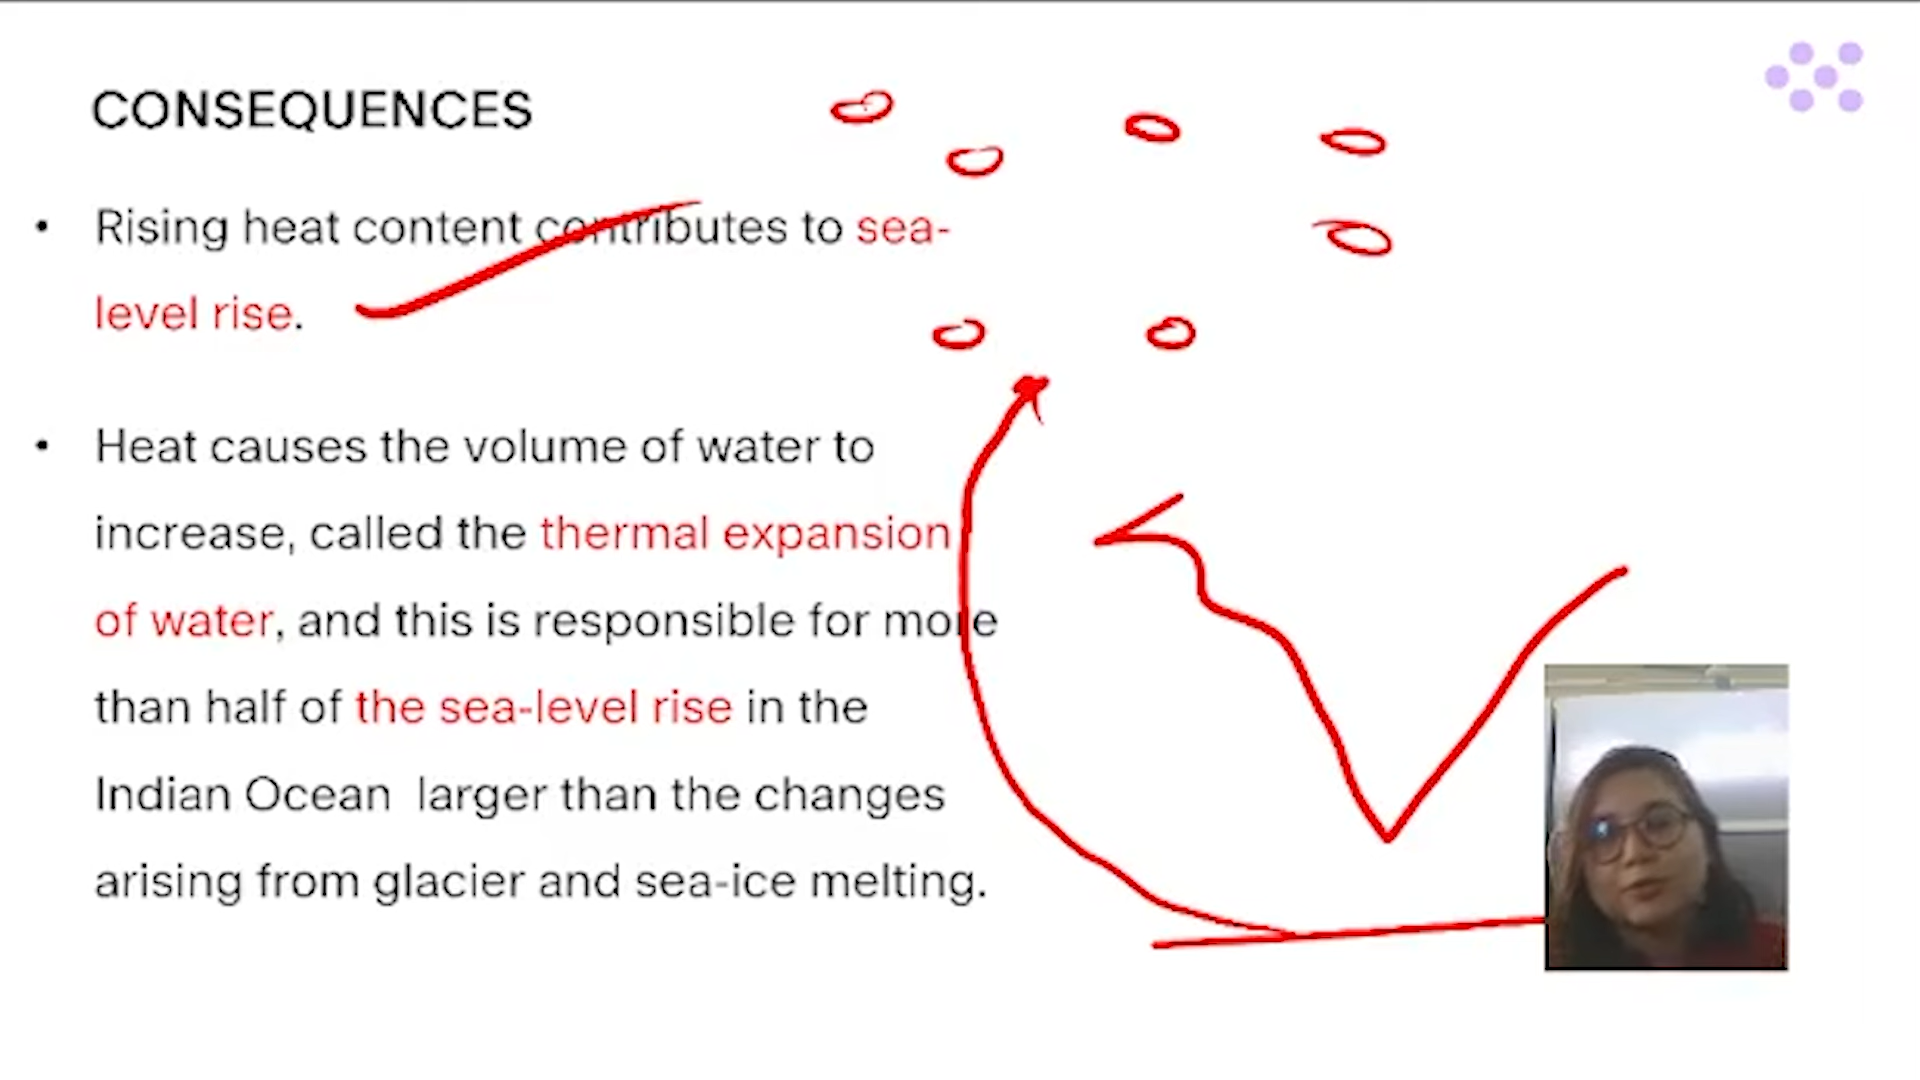 CONSEQUENCES
• Rising heat content contributes to sea-
level rise.
• Heat causes the volume of water to
increase, called the thermal expansion
of water, and this is responsible for more
than half of the sea-level rise in the
Indian Ocean larger than the changes
arising from glacier and sea-ice melting.